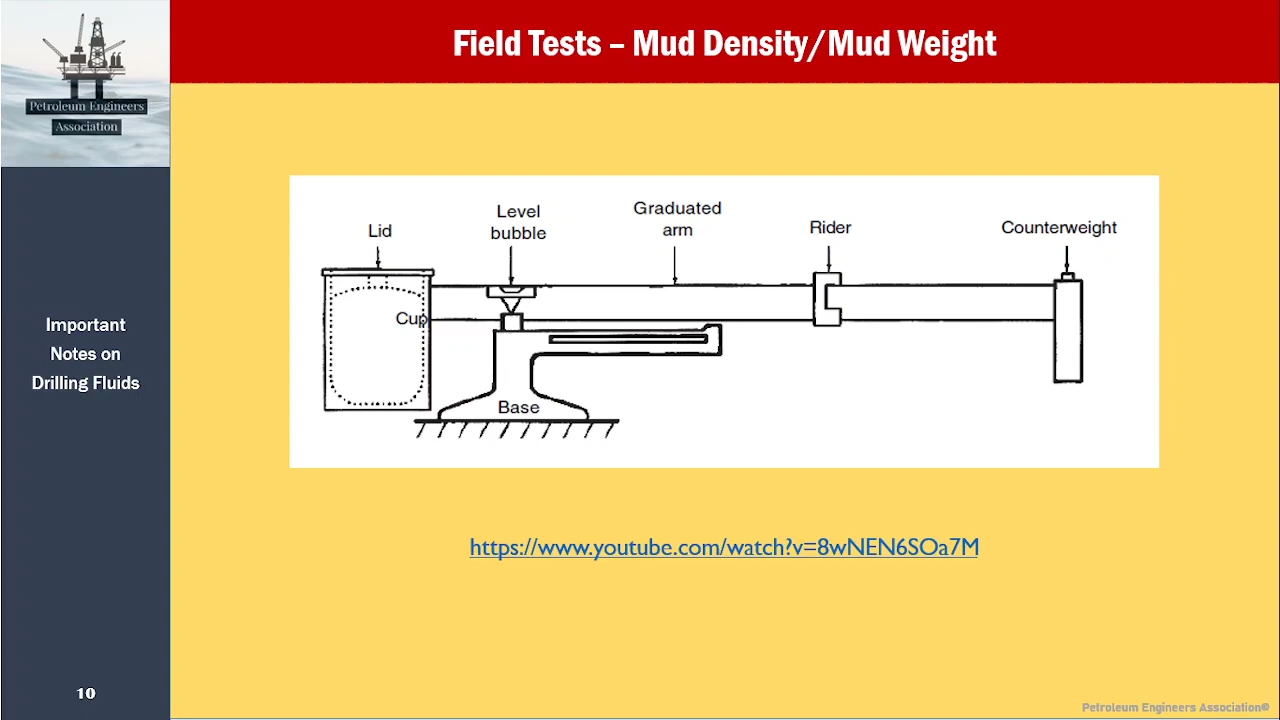 Petroleum Engineers
Association
Field Tests – Mud Density/Mud Weight
Important
Notes on
Drilling Fluids
Lid
Level
bubble
Graduated
arm
Rider
Counterweight
Cup
Base
https://www.youtube.com/watch?v=8wNEN6SOa7M
10
Petroleum Engineers Association©